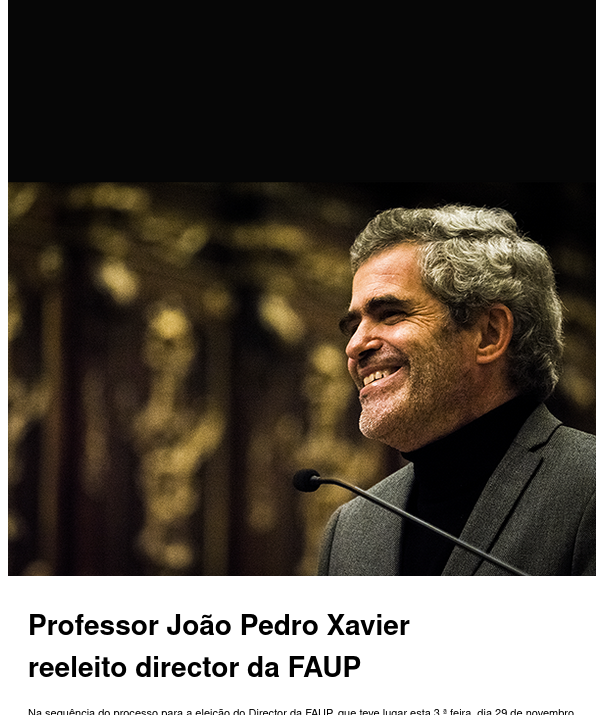 Professor João Pedro Xavier
reeleito director da FAUP
Na sequência do processo para a eleição do Director da FAUP, que teve lugar esta 3.ª feira, dia 29 de novembro,